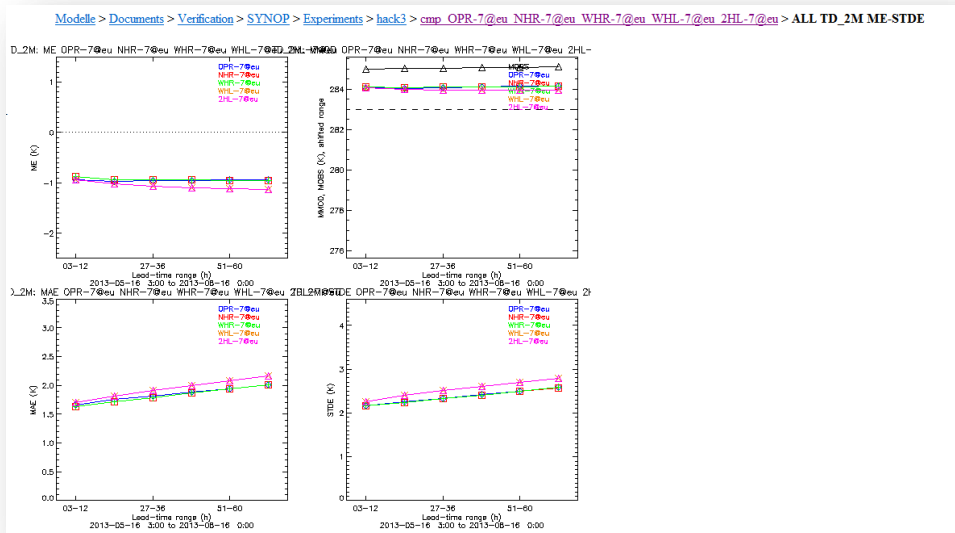 Modelle > Documents > Verification > SYNOP > Experiments > hack3 > cmp_OPR-7@eu_NHR-7@eu_WHR-7@eu_WHL-7@eu_2HL-7@eu > ALL TD_2M ME-STDE
D_2M: ME OPR-7@eu NHR-7@eu WHR-7@eu WHL-7@eu
OPR-7@eu NHR-7@eu WHR-7@eu WHL-7@eu 2HL-
OPR-7@eu
NHR-7@eu
WHR-7@eu
WHL-7@eu
2HL-7@eu
ME (K)
1
0
-1
-2
03-12
27-36
51-60
Lead-time range (h)
2013-05-16 3:00 to 2013-08-16 0:00
MOBS
OPR-7@eu
NHR-7@eu
WHL-7@eu
2HL-7@eu
MMOD, MOBS (K), shifted range
284
282
280
278
276
03-12
27-36
51-60
Lead-time range (h)
2013-05-16 3:00 to 2013-08-16 0:00
D_2M: MAE OPR-7@eu NHR-7@eu WHR-7@eu WHL-7@eu
OPR-7@eu NHR-7@eu WHR-7@eu WHL-7@eu 2H
OPR-7@eu
NHR-7@eu
WHR-7@eu
WHL-7@eu
2HL-7@eu
MAE (K)
3.5
3.0
2.5
2.0
1.5
1.0
0.5
0.0
03-12
27-36
51-60
Lead-time range (h)
2013-05-16 3:00 to 2013-08-16 0:00
OPR-7@eu
NHR-7@eu
WHR-7@eu
WHL-7@eu
2HL-7@eu
STDE (K)
4
3
2
1
0
03-12
27-36
51-60
Lead-time range (h)
2013-05-16 3:00 to 2013-08-16 0:00